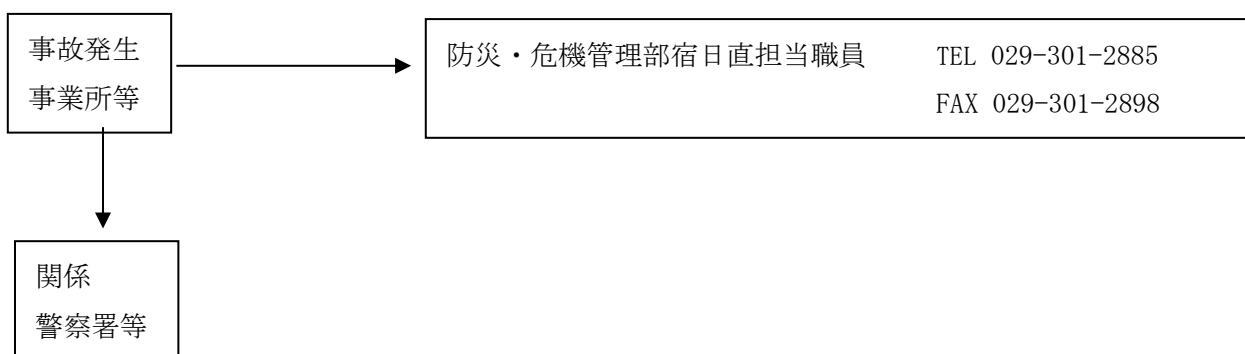 事故発生
事業所等
防災・危機管理部宿日直担当職員 TEL 029-301-2885
FAX 029-301-2898
関係
警察署等